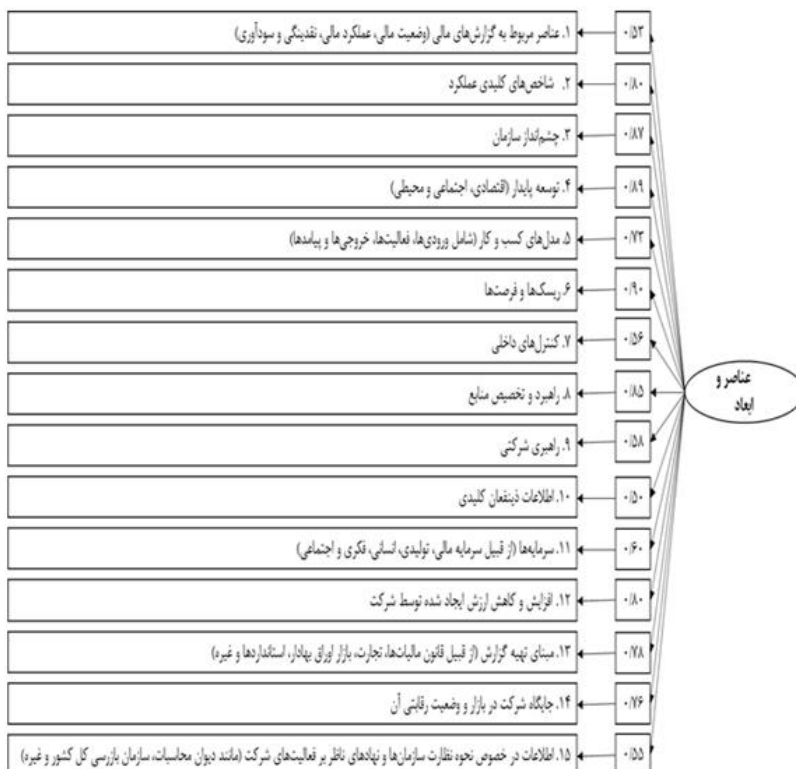 عناصر و
ابعاد
۰/۵۳
۱. عناصر مربوط به گزارش‌های مالی (وضعیت مالی، عملکرد مالی، نقدینگی و سودآوری)
۰/۸۰
۲. شاخص‌های کلیدی عملکرد
۰/۸۷
۳. چشم‌انداز سازمان
۰/۸۹
۴. توسعه پایدار (اقتصادی، اجتماعی و محیطی)
۰/۷۳
۵. مدل‌های کسب و کار (شامل ورودی‌ها، فعالیت‌ها، خروجی‌ها و پیامدها)
۰/۹۰
۶. ریسک‌ها و فرصت‌ها
۰/۵۶
۷. کنترل‌های داخلی
۰/۸۵
۸. راهبرد و تخصیص منابع
۰/۵۸
۹. راهبری شرکتی
۰/۵۰
۱۰. اطلاعات ذینفعان کلیدی
۰/۶۰
۱۱. سرمایه‌ها (از قبیل سرمایه مالی، تولیدی، انسانی، فکری و اجتماعی)
۰/۸۰
۱۲. افزایش و کاهش ارزش ایجاد شده توسط شرکت
۰/۷۸
۱۳. مبنای تهیه گزارش (از قبیل قانون مالیات‌ها، تجارت، بازار اوراق بهادار، استانداردها و غیره)
۰/۷۶
۱۴. جایگاه شرکت در بازار و وضعیت رقابتی آن
۰/۵۵
۱۵. اطلاعات در خصوص نحوه نظارت سازمان‌ها و نهادهای ناظر بر فعالیت‌های شرکت (مانند دیوان محاسبات، سازمان بازرسی کل کشور و غیره)